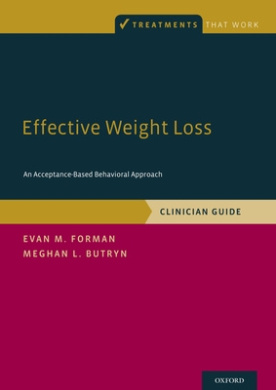 ✓ TREATMENTS THAT WORK
Effective Weight Loss
An Acceptance-Based Behavioral Approach
CLINICIAN GUIDE
EVAN M. FORMAN
MEGHAN L. BUTRYN
OXFORD